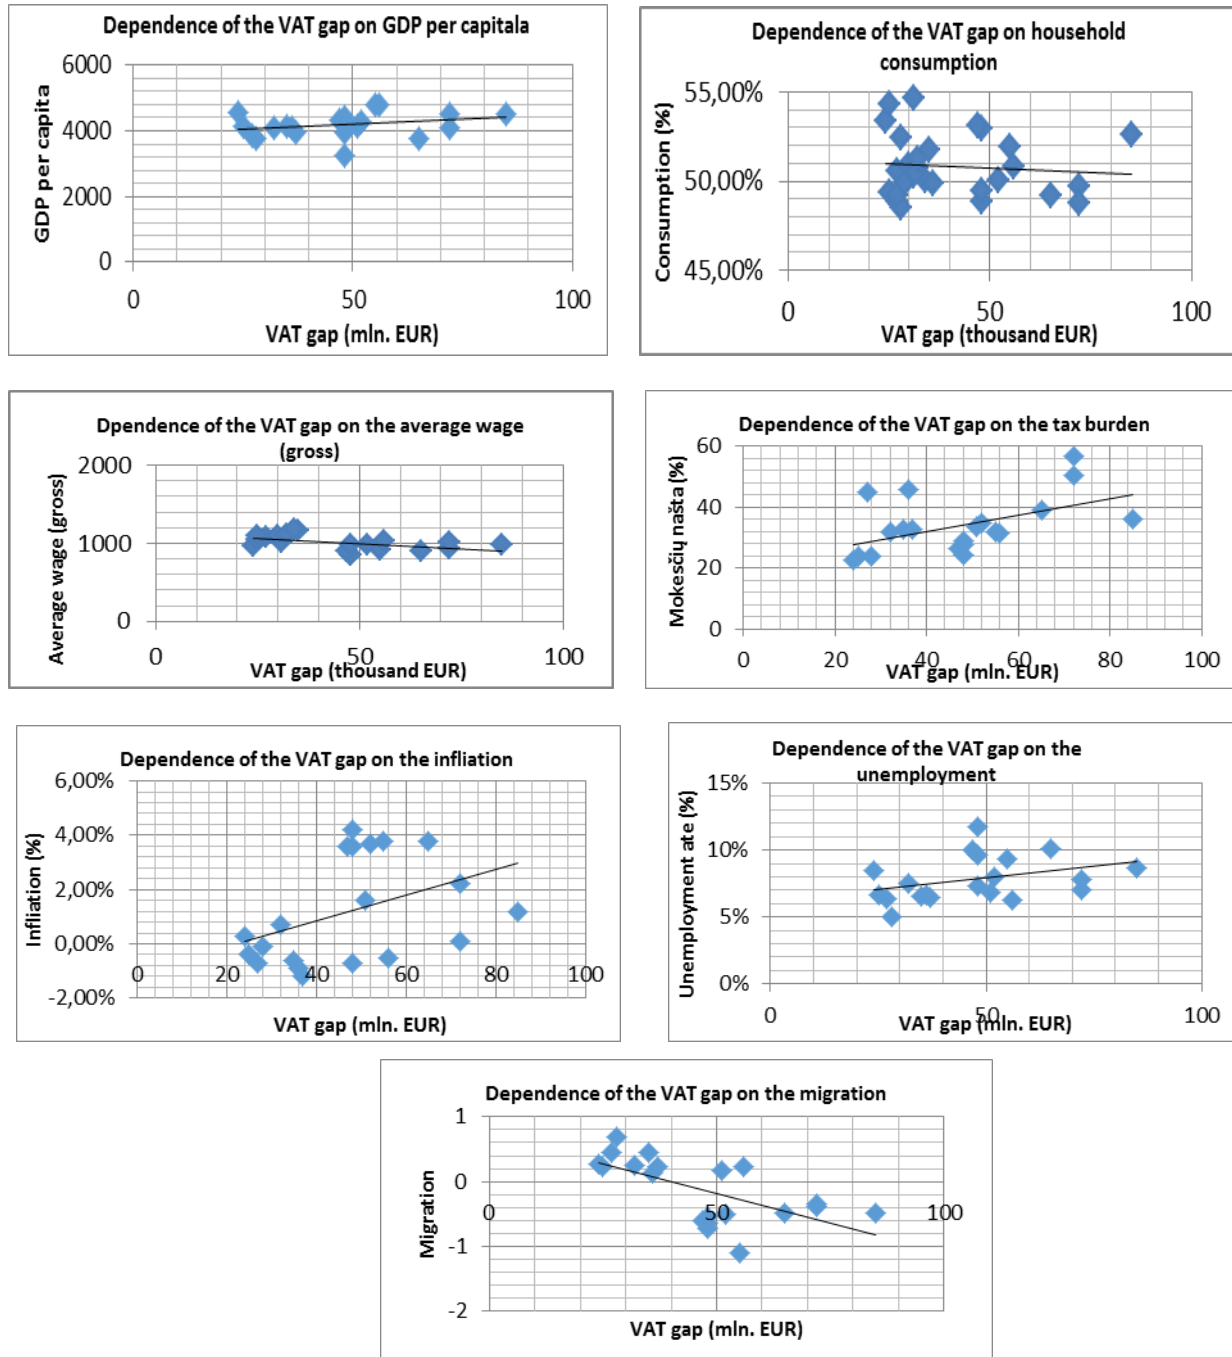 Dependence of the VAT gap on GDP per capitala
6000
4000
2000
0
GDP per capita
0 50 100
VAT gap (mln. EUR)
Dependence of the VAT gap on household
consumption
55,00%
50,00%
45,00%
Consumption (%)
0 50 100
VAT gap (thousand EUR)
Dpendence of the VAT gap on the average wage
(gross)
2000
1000
0
Average wage (gross)
0 50 100
VAT gap (thousand EUR)
Dependence of the VAT gap on the tax burden
60
40
20
0
Mokesčių našta (%)
0 20 40 60 80 100
VAT gap (mln. EUR)
Dependence of the VAT gap on the infliation
6,00%
4,00%
2,00%
0,00%
-2,00%
Infliation (%)
0 20 40 60 80 100
VAT gap (mln. EUR)
Dependence of the VAT gap on the
unemployment
15%
10%
5%
0%
Unemployment ate (%)
0 50 100
VAT gap (mln. EUR)
Dependence of the VAT gap on the migration
1
0
-1
-2
Migration
0 50 100
VAT gap (mln. EUR)